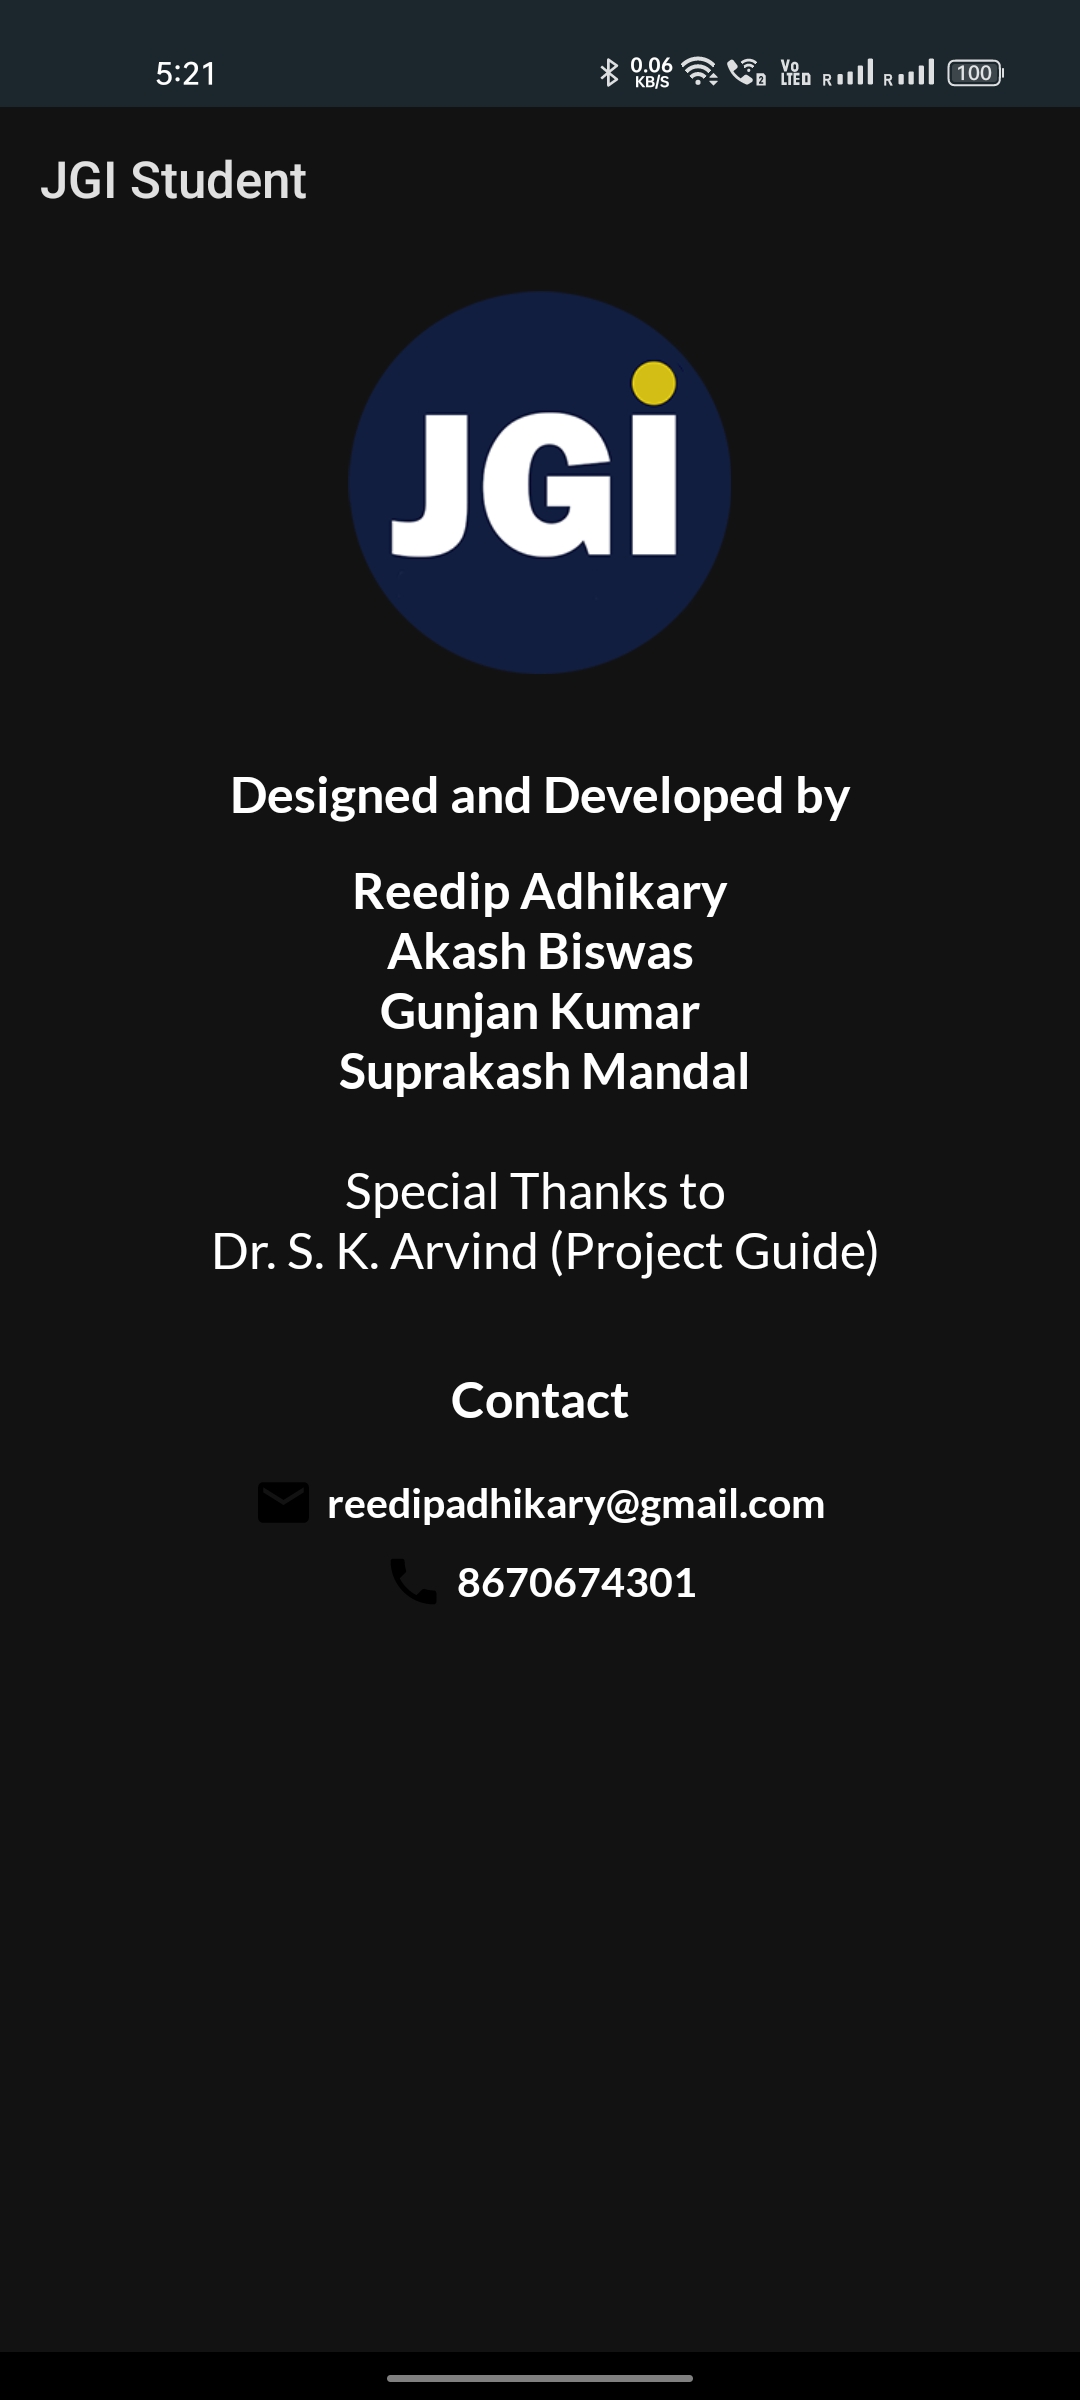 5:21
0.06
KB/S
2
Vo
LTE D
R
R
100
JGI Student
JGI
Designed and Developed by
Reedip Adhikary
Akash Biswas
Gunjan Kumar
Suprakash Mandal
Special Thanks to
Dr. S. K. Arvind (Project Guide)
Contact
reedipadhikary@gmail.com
8670674301